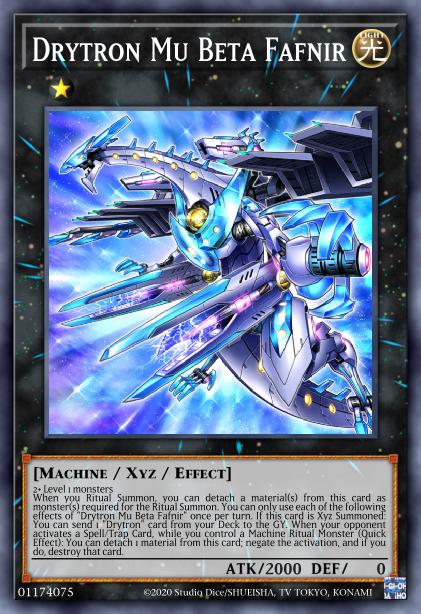 DRYTRON MU BETA FAFNIR
LIGHT
光
[MACHINE / XYZ / EFFECT]
2+ Level 1 monsters
When you Ritual Summon, you can detach a material(s) from this card as
monster(s) required for the Ritual Summon. You can only use each of the following
effects of "Drytron Mu Beta Fafnir" once per turn. If this card is Xyz Summoned:
You can send 1 "Drytron" card from your Deck to the GY. When your opponent
activates a Spell/Trap Card, while you control a Machine Ritual Monster (Quick
Effect): You can detach 1 material from this card; negate the activation, and if you
do, destroy that card.
ATK/2000 DEF/ 0
01174075
©2020 Studio Dice/SHUEISHA, TV TOKYO, KONAMI